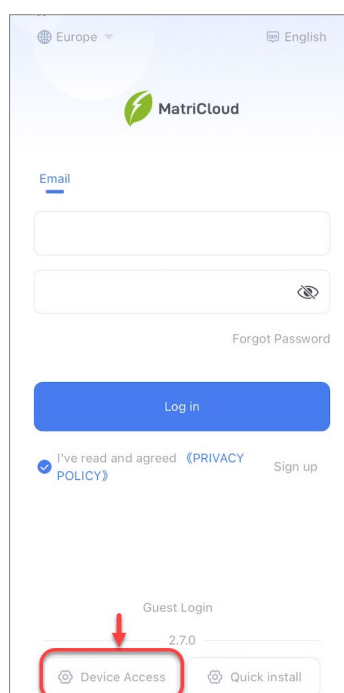 Europe
English
MatriCloud
Email
Forgot Password
Log in
I've read and agreed 《PRIVACY
POLICY》
Sign up
Guest Login
2.7.0
Device Access
Quick install